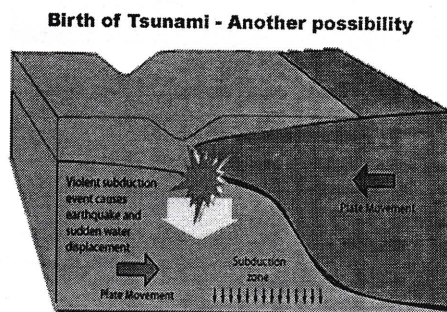 Birth of Tsunami - Another possibility
Violent subduction
event causes
earthquake and
sudden water
displacement
Plate Movement
Subduction
zone
Plate Movement